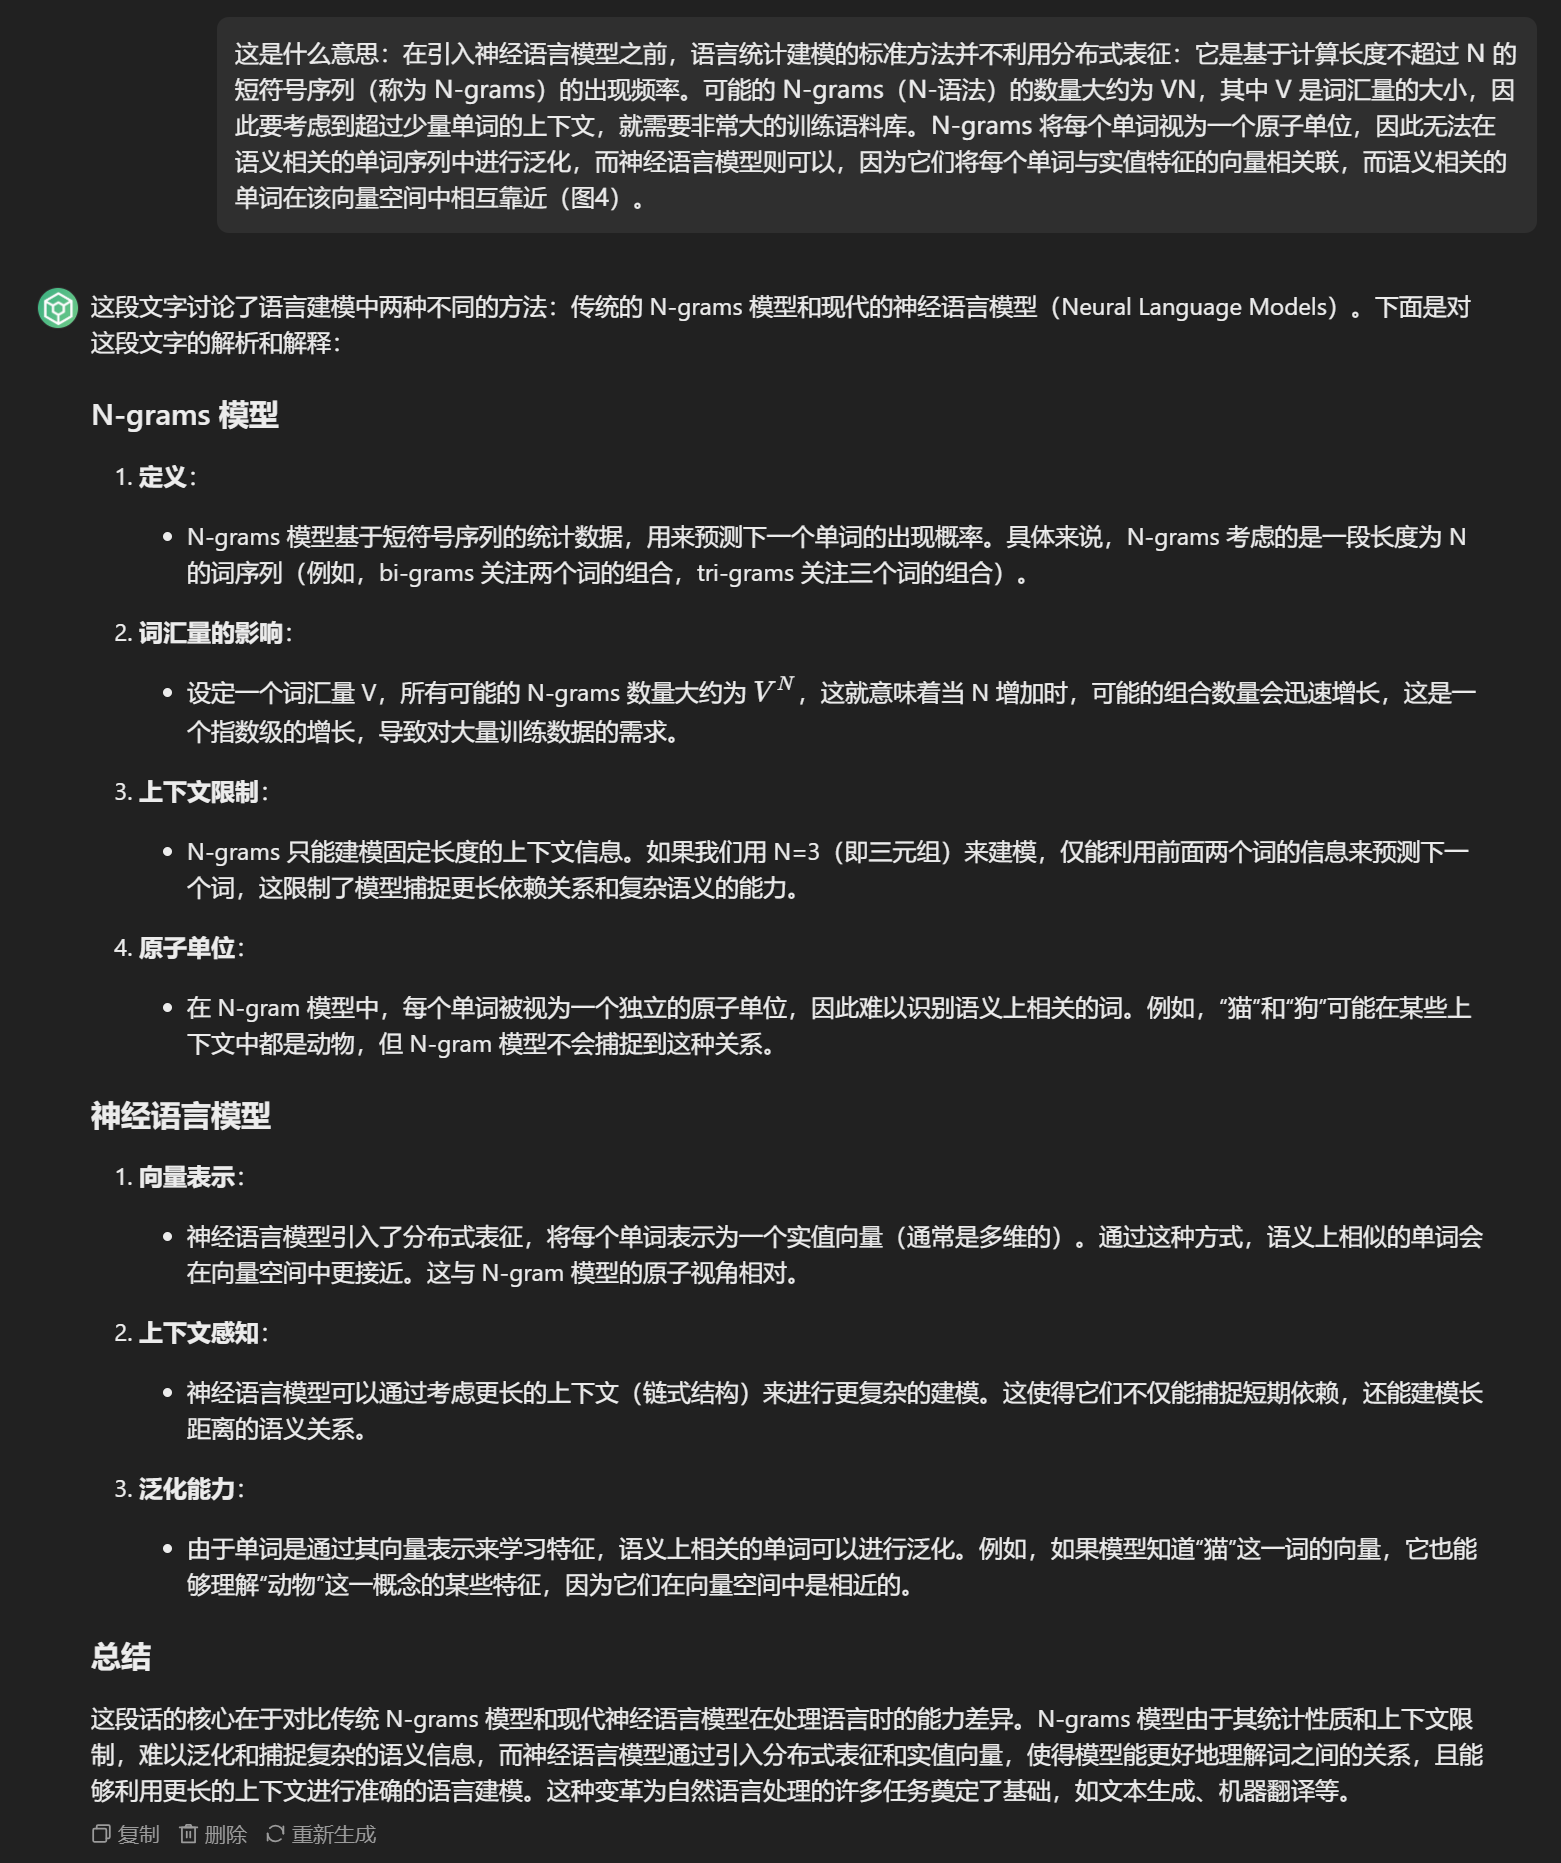 这是什么意思：在引入神经语言模型之前，语言统计建模的标准方法并不利用分布式表征：它是基于计算长度不超过 N 的
短符号序列（称为 N-grams）的出现频率。可能的 N-grams（N-语法）的数量大约为 VN，其中 V 是词汇量的大小，因
此要考虑到超过少量单词的上下文，就需要非常大的训练语料库。N-grams 将每个单词视为一个原子单位，因此无法在
语义相关的单词序列中进行泛化，而神经语言模型则可以，因为它们将每个单词与实值特征的向量相关联，而语义相关的
单词在该向量空间中相互靠近（图4）。
这段文字讨论了语言建模中两种不同的方法：传统的 N-grams 模型和现代的神经语言模型（Neural Language Models）。下面是对
这段文字的解析和解释：
N-grams 模型
1. 定义：
• N-grams 模型基于短符号序列的统计数据，用来预测下一个单词的出现概率。具体来说，N-grams 考虑的是一段长度为 N
的词序列（例如，bi-grams 关注两个词的组合，tri-grams 关注三个词的组合）。
2. 词汇量的影响：
• 设定一个词汇量 V，所有可能的 N-grams 数量大约为 V^N，这就意味着当 N 增加时，可能的组合数量会迅速增长，这是一
个指数级的增长，导致对大量训练数据的需求。
3. 上下文限制：
• N-grams 只能建模固定长度的上下文信息。如果我们用 N=3（即三元组）来建模，仅能利用前面两个词的信息来预测下一
个词，这限制了模型捕捉更长依赖关系和复杂语义的能力。
4. 原子单位：
• 在 N-gram 模型中，每个单词被视为一个独立的原子单位，因此难以识别语义上相关的词。例如，“猫”和“狗”可能在某些上
下文中都是动物，但 N-gram 模型不会捕捉到这种关系。
神经语言模型
1. 向量表示：
• 神经语言模型引入了分布式表征，将每个单词表示为一个实值向量（通常是多维的）。通过这种方式，语义上相似的单词会
在向量空间中更接近。这与 N-gram 模型的原子视角相对。
2. 上下文感知：
• 神经语言模型可以通过考虑更长的上下文（链式结构）来进行更复杂的建模。这使得它们不仅能捕捉短期依赖，还能建模长
距离的语义关系。
3. 泛化能力：
• 由于单词是通过其向量表示来学习特征，语义上相关的单词可以进行泛化。例如，如果模型知道“猫”这一词的向量，它也能
够理解“动物”这一概念的某些特征，因为它们在向量空间中是相近的。
总结
这段话的核心在于对比传统 N-grams 模型和现代神经语言模型在处理语言时的能力差异。N-grams 模型由于其统计性质和上下文限
制，难以泛化和捕捉复杂的语义信息，而神经语言模型通过引入分布式表征和实值向量，使得模型能更好地理解词之间的关系，且能
够利用更长的上下文进行准确的语言建模。这种变革为自然语言处理的许多任务奠定了基础，如文本生成、机器翻译等。
复制 删除 重新生成